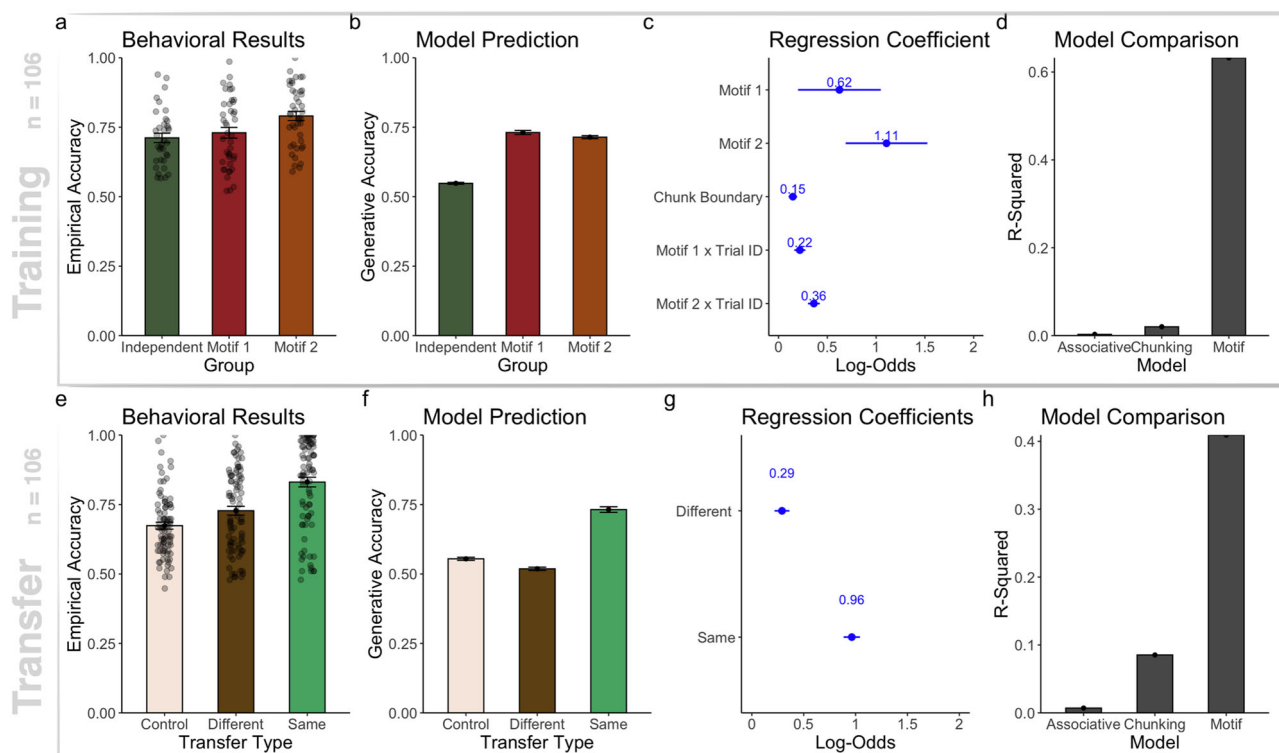 Training n = 106
a
Behavioral Results
Empirical Accuracy
1.00
0.75
0.50
0.25
0.00
Independent Motif 1 Motif 2
Group
b
Model Prediction
Generative Accuracy
1.00
0.75
0.50
0.25
0.00
Independent Motif 1 Motif 2
Group
c
Regression Coefficient
Motif 1
0.62
Motif 2
1.11
Chunk Boundary
0.15
Motif 1 x Trial ID
0.22
Motif 2 x Trial ID
0.36
0 0.5 1 1.5 2
Log-Odds
d
Model Comparison
R-Squared
0.6
0.4
0.2
0.0
Associative Chunking Motif
Model
Transfer n = 106
e
Behavioral Results
Empirical Accuracy
1.00
0.75
0.50
0.25
0.00
Control Different Same
Transfer Type
f
Model Prediction
Generative Accuracy
1.00
0.75
0.50
0.25
0.00
Control Different Same
Transfer Type
g
Regression Coefficients
0.29
Different
0.96
Same
0 0.5 1 1.5 2
Log-Odds
h
Model Comparison
R-Squared
0.4
0.3
0.2
0.1
0.0
Associative Chunking Motif
Model